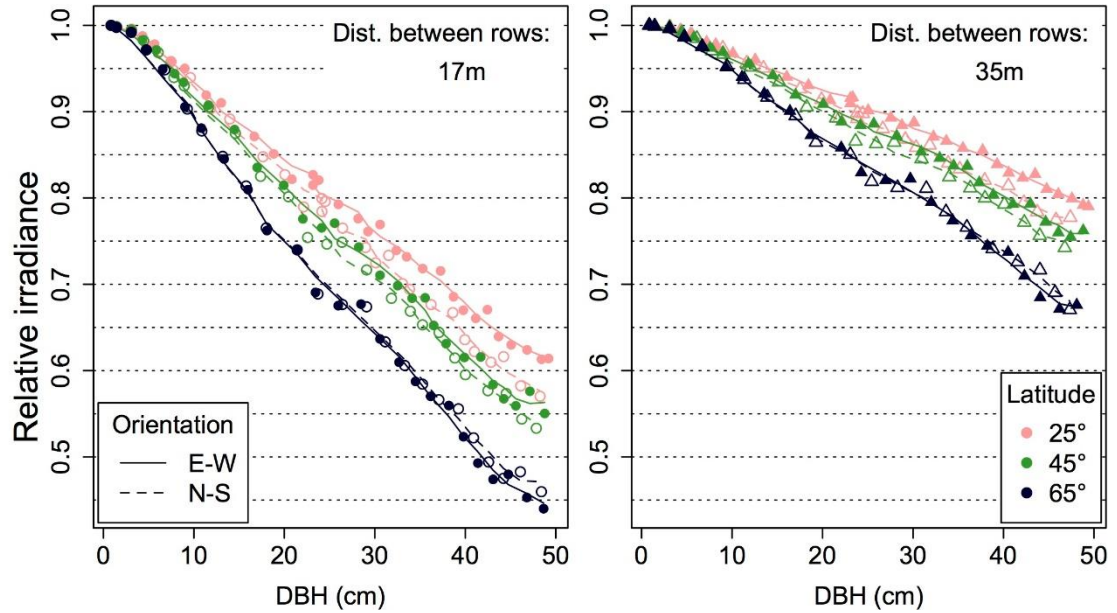 Relative irradiance
1.0
0.9
0.8
0.7
0.6
0.5
Dist. between rows:
17m
Orientation
E-W
N-S
0 10 20 30 40 50
DBH (cm)
1.0
0.9
0.8
0.7
0.6
0.5
Dist. between rows:
35m
Latitude
25°
45°
65°
0 10 20 30 40 50
DBH (cm)